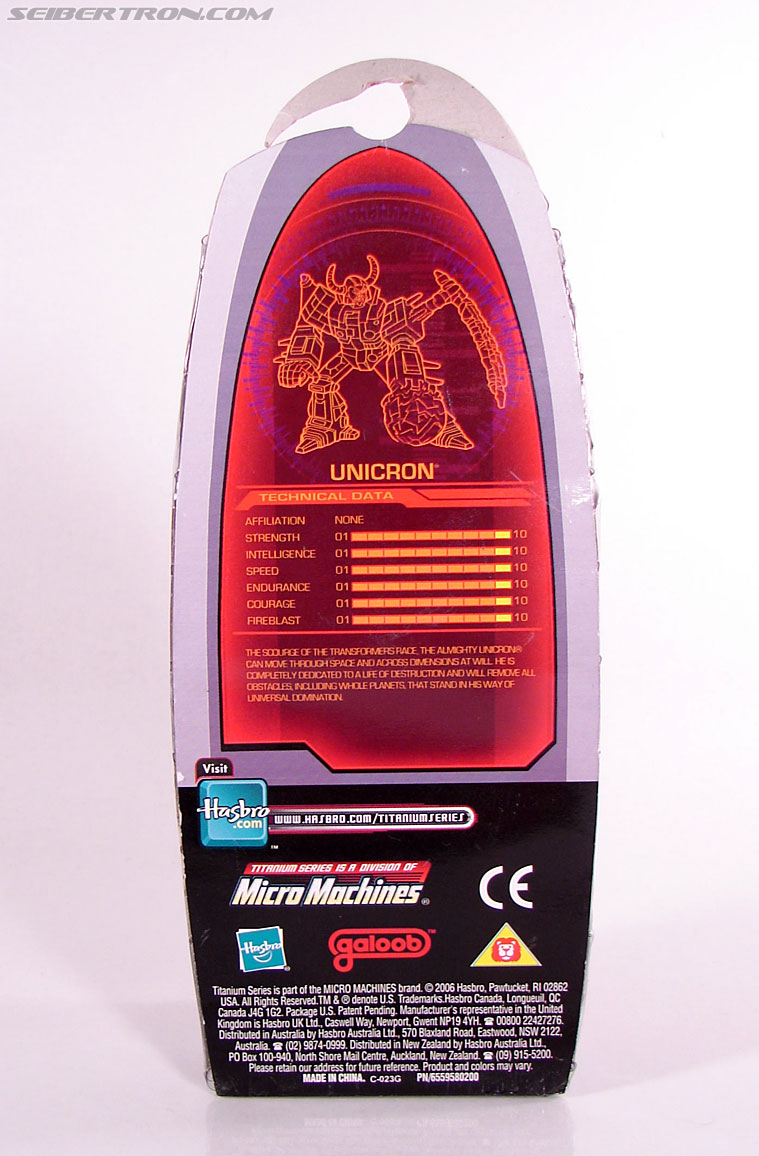 SEIBERTRON.COM
UNICRON®
TECHNICAL DATA
AFFILIATION NONE
STRENGTH 01 10
INTELLIGENCE 01 10
SPEED 01 10
ENDURANCE 01 10
COURAGE 01 10
FIREBLAST 01 10
THE SCOURGE OF THE TRANSFORMERS RACE, THE ALMIGHTY UNICRON®
CAN MOVE THROUGH SPACE AND ACROSS DIMENSIONS AT WILL. HE IS
COMPLETELY DEDICATED TO A LIFE OF DESTRUCTION AND WILL REMOVE ALL
OBSTACLES, INCLUDING WHOLE PLANETS, THAT STAND IN HIS WAY OF
UNIVERSAL DOMINATION.
Visit
Hasbro
.com
™
WWW.HASBRO.COM/TITANIUMSERIES
TITANIUM SERIES IS A DIVISION OF
Micro Machines®
CE
Hasbro®
galoob™
Titanium Series is part of the MICRO MACHINES brand. © 2006 Hasbro, Pawtucket, RI 02862
USA. All Rights Reserved.TM & ® denote U.S. Trademarks.Hasbro Canada, Longueuil, QC
Canada J4G 1G2. Package U.S. Patent Pending. Manufacturer's representative in the United
Kingdom is Hasbro UK Ltd., Caswell Way, Newport, Gwent NP19 4YH. ☎ 00800 22427276.
Distributed in Australia by Hasbro Australia Ltd., 570 Blaxland Road, Eastwood, NSW 2122,
Australia. ☎ (02) 9874-0999. Distributed in New Zealand by Hasbro Australia Ltd.,
PO Box 100-940, North Shore Mail Centre, Auckland, New Zealand. ☎ (09) 915-5200.
Please retain our address for future reference. Product and colors may vary.
MADE IN CHINA. C-023G PN/6559580200